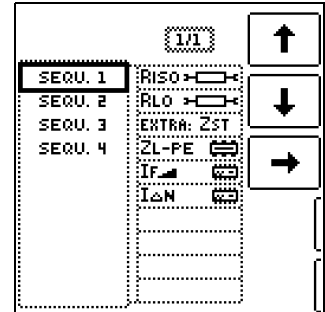 1/1
SEQU. 1
SEQU. 2
SEQU. 3
SEQU. 4
RISO
RLO
EXTRA: ZST
ZL-PE
IF
IΔN